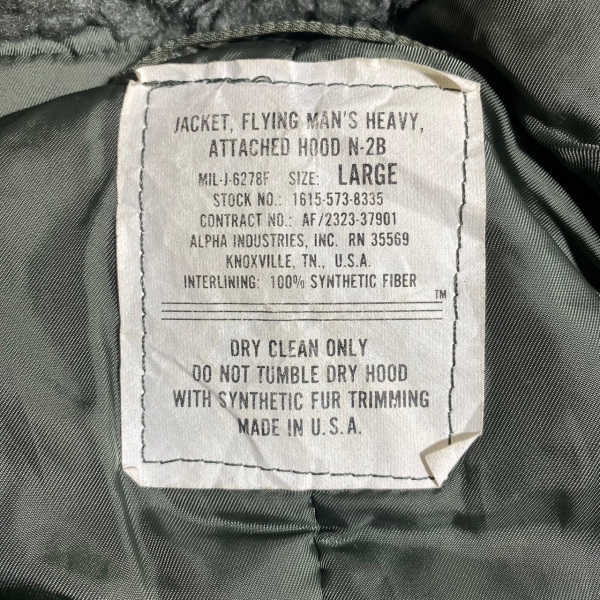 JACKET, FLYING MAN'S HEAVY,
ATTACHED HOOD N-2B
MIL-J-6278F SIZE: LARGE
STOCK NO.: 1615-573-8335
CONTRACT NO.: AF/2323-37901
ALPHA INDUSTRIES, INC. RN 35569
KNOXVILLE, TN., U.S.A.
INTERLINING: 100% SYNTHETIC FIBER
TM
DRY CLEAN ONLY
DO NOT TUMBLE DRY HOOD
WITH SYNTHETIC FUR TRIMMING
MADE IN U.S.A.